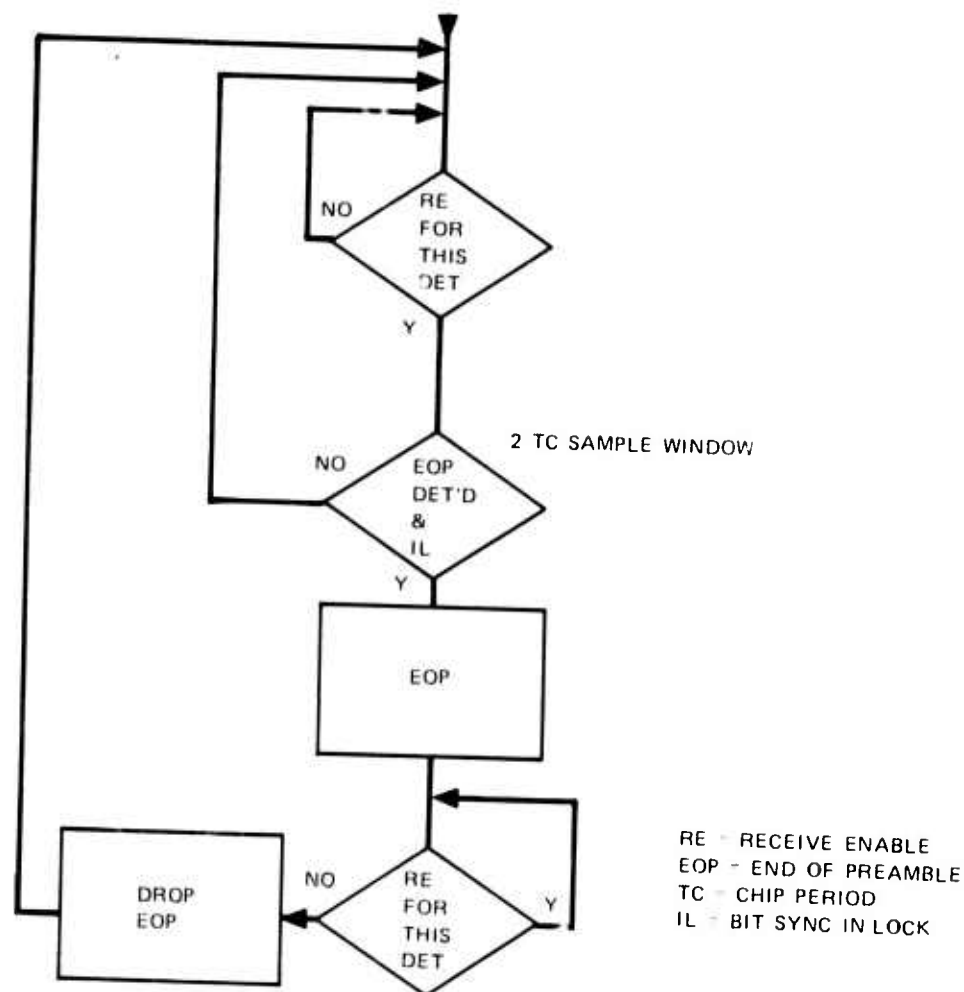 NO
RE
FOR
THIS
DET
Y
2 TC SAMPLE WINDOW
NO
EOP
DET'D
&
IL
Y
EOP
NO
RE
FOR
THIS
DET
Y
DROP
EOP
RE - RECEIVE ENABLE
EOP - END OF PREAMBLE
TC - CHIP PERIOD
IL - BIT SYNC IN LOCK